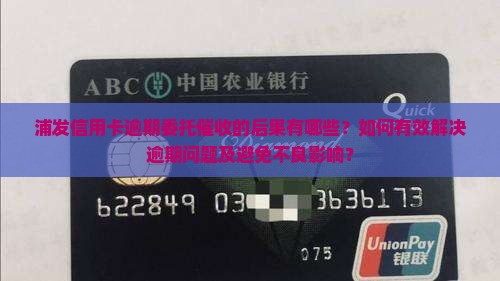 ABC 中国农业银行
Quick
浦发信用卡逾期委托催收的后果有哪些？如何有效解决
逾期问题及避免不良影响？
622849 03 3636173
075
UnionPay
银联